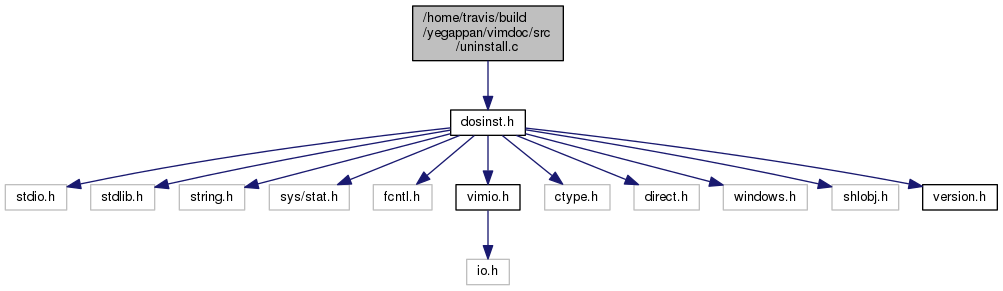 /home/travis/build
/yegappan/vimdoc/src
/uninstall.c
dosinst.h
stdio.h
stdlib.h
string.h
sys/stat.h
fcntl.h
vimio.h
ctype.h
direct.h
windows.h
shlobj.h
version.h
io.h